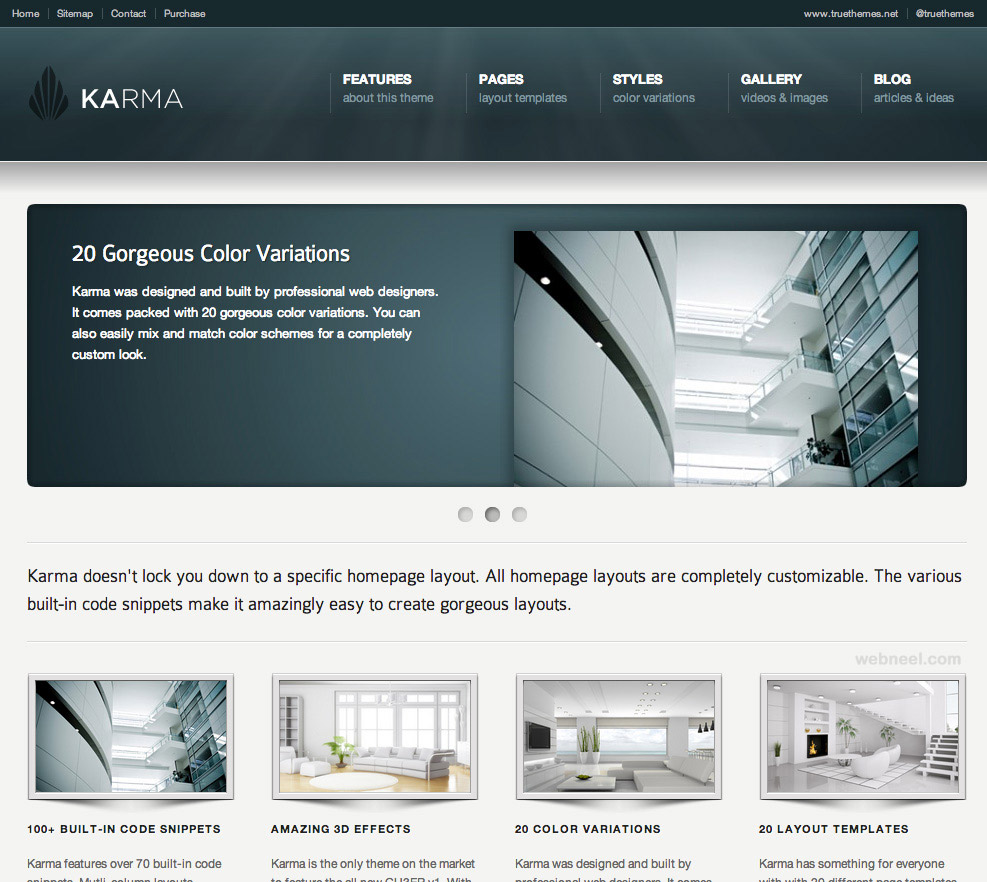 Home Sitemap Contact Purchase www.truethemes.net @truethemes
KARMA
FEATURES
about this theme
PAGES
layout templates
STYLES
color variations
GALLERY
videos & images
BLOG
articles & ideas
20 Gorgeous Color Variations
Karma was designed and built by professional web designers.
It comes packed with 20 gorgeous color variations. You can
also easily mix and match color schemes for a completely
custom look.
Karma doesn't lock you down to a specific homepage layout. All homepage layouts are completely customizable. The various
built-in code snippets make it amazingly easy to create gorgeous layouts.
webneel.com
100+ BUILT-IN CODE SNIPPETS
Karma features over 70 built-in code
snippets. Mutli-column layouts,
AMAZING 3D EFFECTS
Karma is the only theme on the market
to feature the all new CU3ER v1. With
20 COLOR VARIATIONS
Karma was designed and built by
professional web designers. It comes
20 LAYOUT TEMPLATES
Karma has something for everyone
with with 20 different page templates